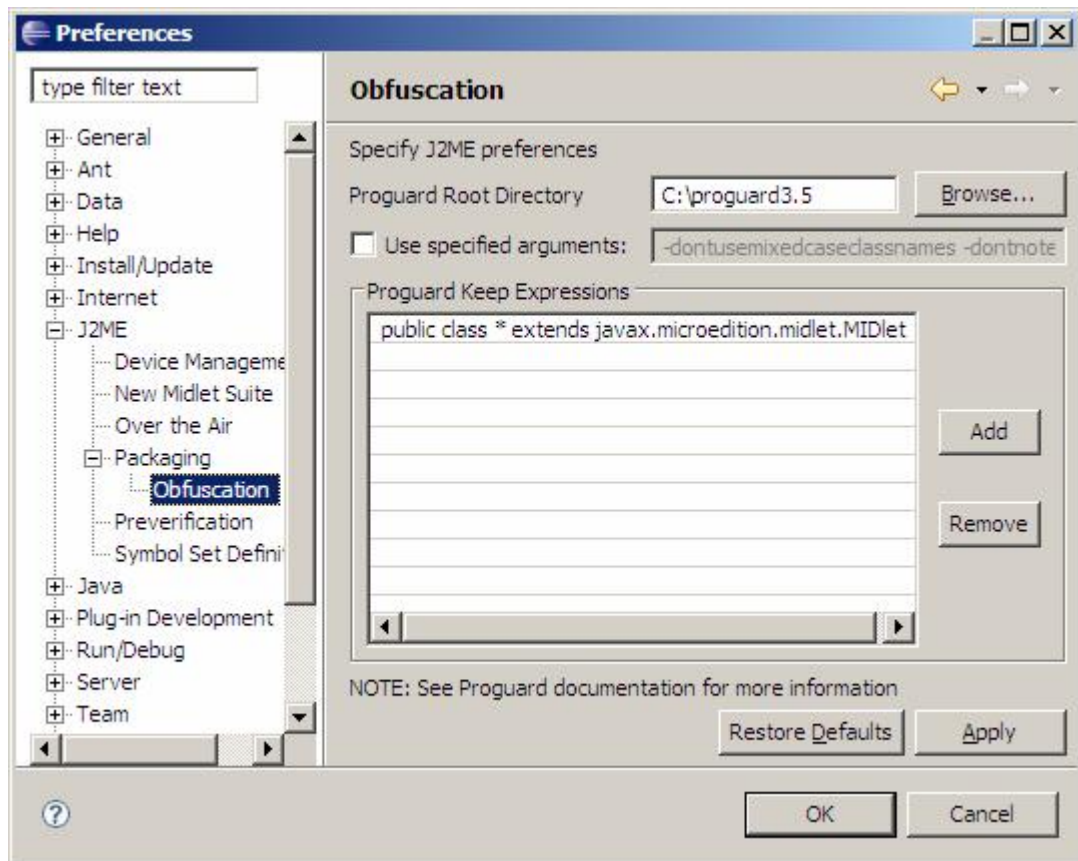 Preferences
type filter text
General
Ant
Data
Help
Install/Update
Internet
J2ME
Device Manageme
New Midlet Suite
Over the Air
Packaging
Obfuscation
Preverification
Symbol Set Defini
Java
Plug-in Development
Run/Debug
Server
Team
Obfuscation
Specify J2ME preferences
Proguard Root Directory
C:\proguard3.5
Browse...
Use specified arguments:
-dontusemixedcaseclassnames -dontnote
Proguard Keep Expressions
public class * extends javax.microedition.midlet.MIDlet
Add
Remove
NOTE: See Proguard documentation for more information
Restore Defaults
Apply
?
OK
Cancel